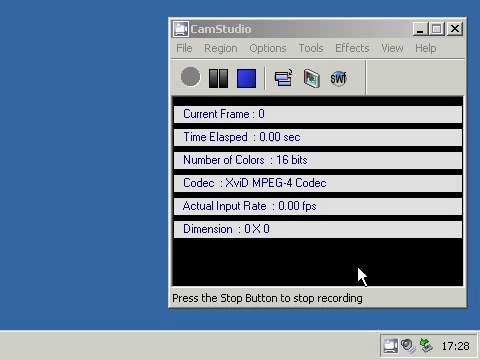 CamStudio
File Region Options Tools Effects View Help
SWF
Current Frame : 0
Time Elasped : 0.00 sec
Number of Colors : 16 bits
Codec : XviD MPEG-4 Codec
Actual Input Rate : 0.00 fps
Dimension : 0 X 0
Press the Stop Button to stop recording
17:28